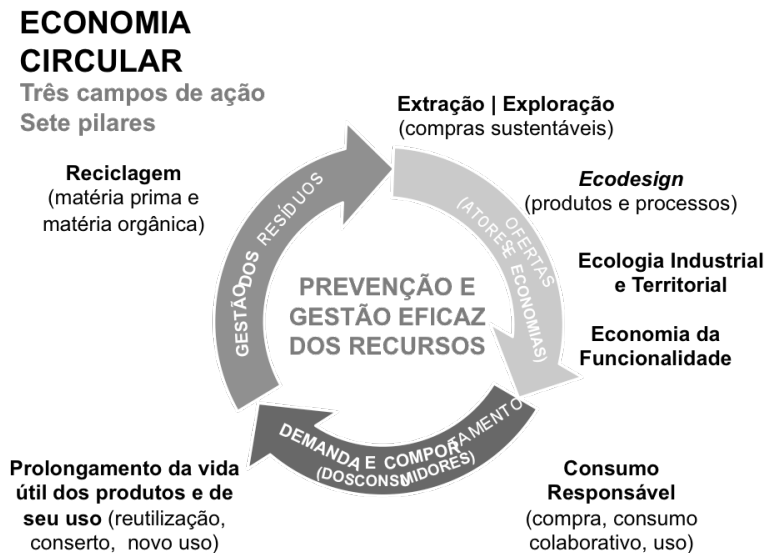 ECONOMIA
CIRCULAR
Três campos de ação
Sete pilares
Extração | Exploração
(compras sustentáveis)
Ecodesign
(produtos e processos)
Ecologia Industrial
e Territorial
Economia da
Funcionalidade
Consumo
Responsável
(compra, consumo
colaborativo, uso)
Prolongamento da vida
útil dos produtos e de
seu uso (reutilização,
conserto, novo uso)
Reciclagem
(matéria prima e
matéria orgânica)
OFERTAS
(ATORES E ECONOMIAS)
DEMANDA E COMPORTAMENTO
(DOS CONSUMIDORES)
GESTÃO DOS RESÍDUOS
PREVENÇÃO E
GESTÃO EFICAZ
DOS RECURSOS